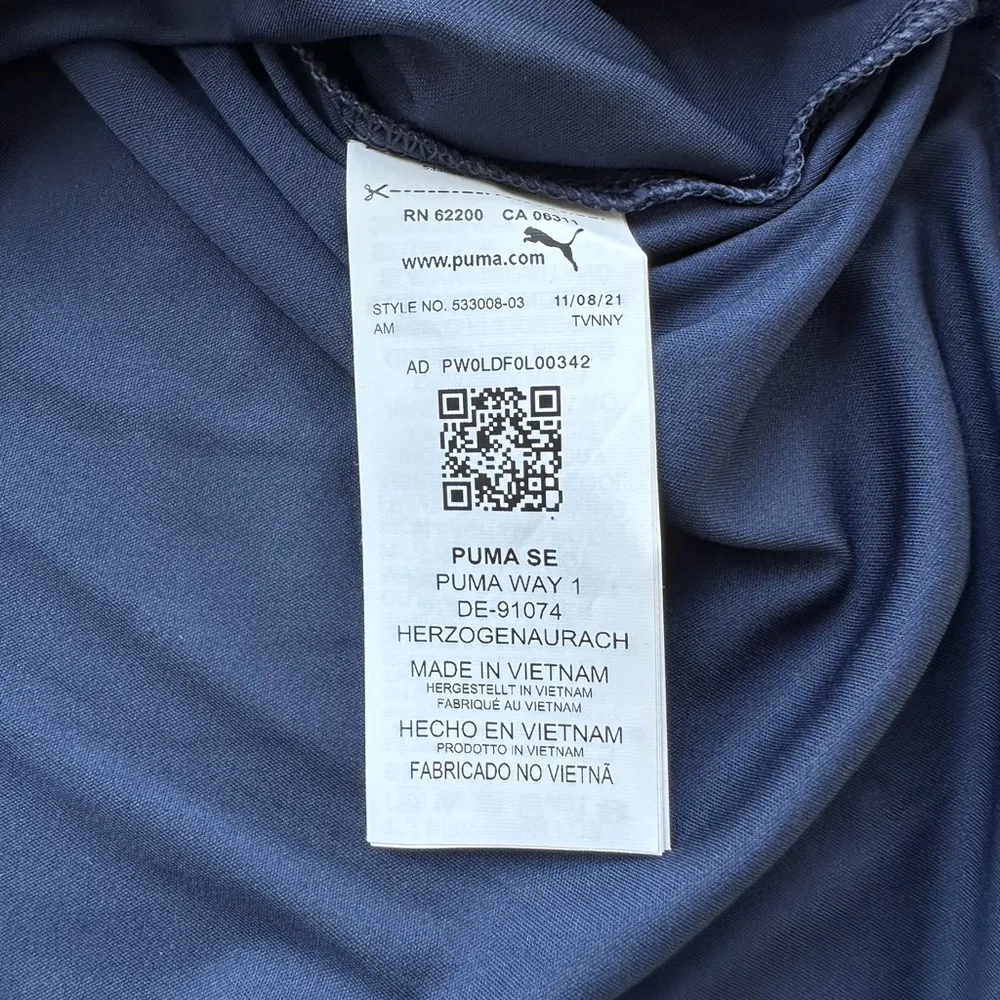 RN 62200 CA
www.puma.com
STYLE NO. 533008-03 11/08/21
AM TVNNY
AD PW0LDF0L00342
PUMA SE
PUMA WAY 1
DE-91074
HERZOGENAURACH
MADE IN VIETNAM
HERGESTELLT IN VIETNAM
FABRIQUÉ AU VIETNAM
HECHO EN VIETNAM
PRODOTTO IN VIETNAM
FABRICADO NO VIETNÃ